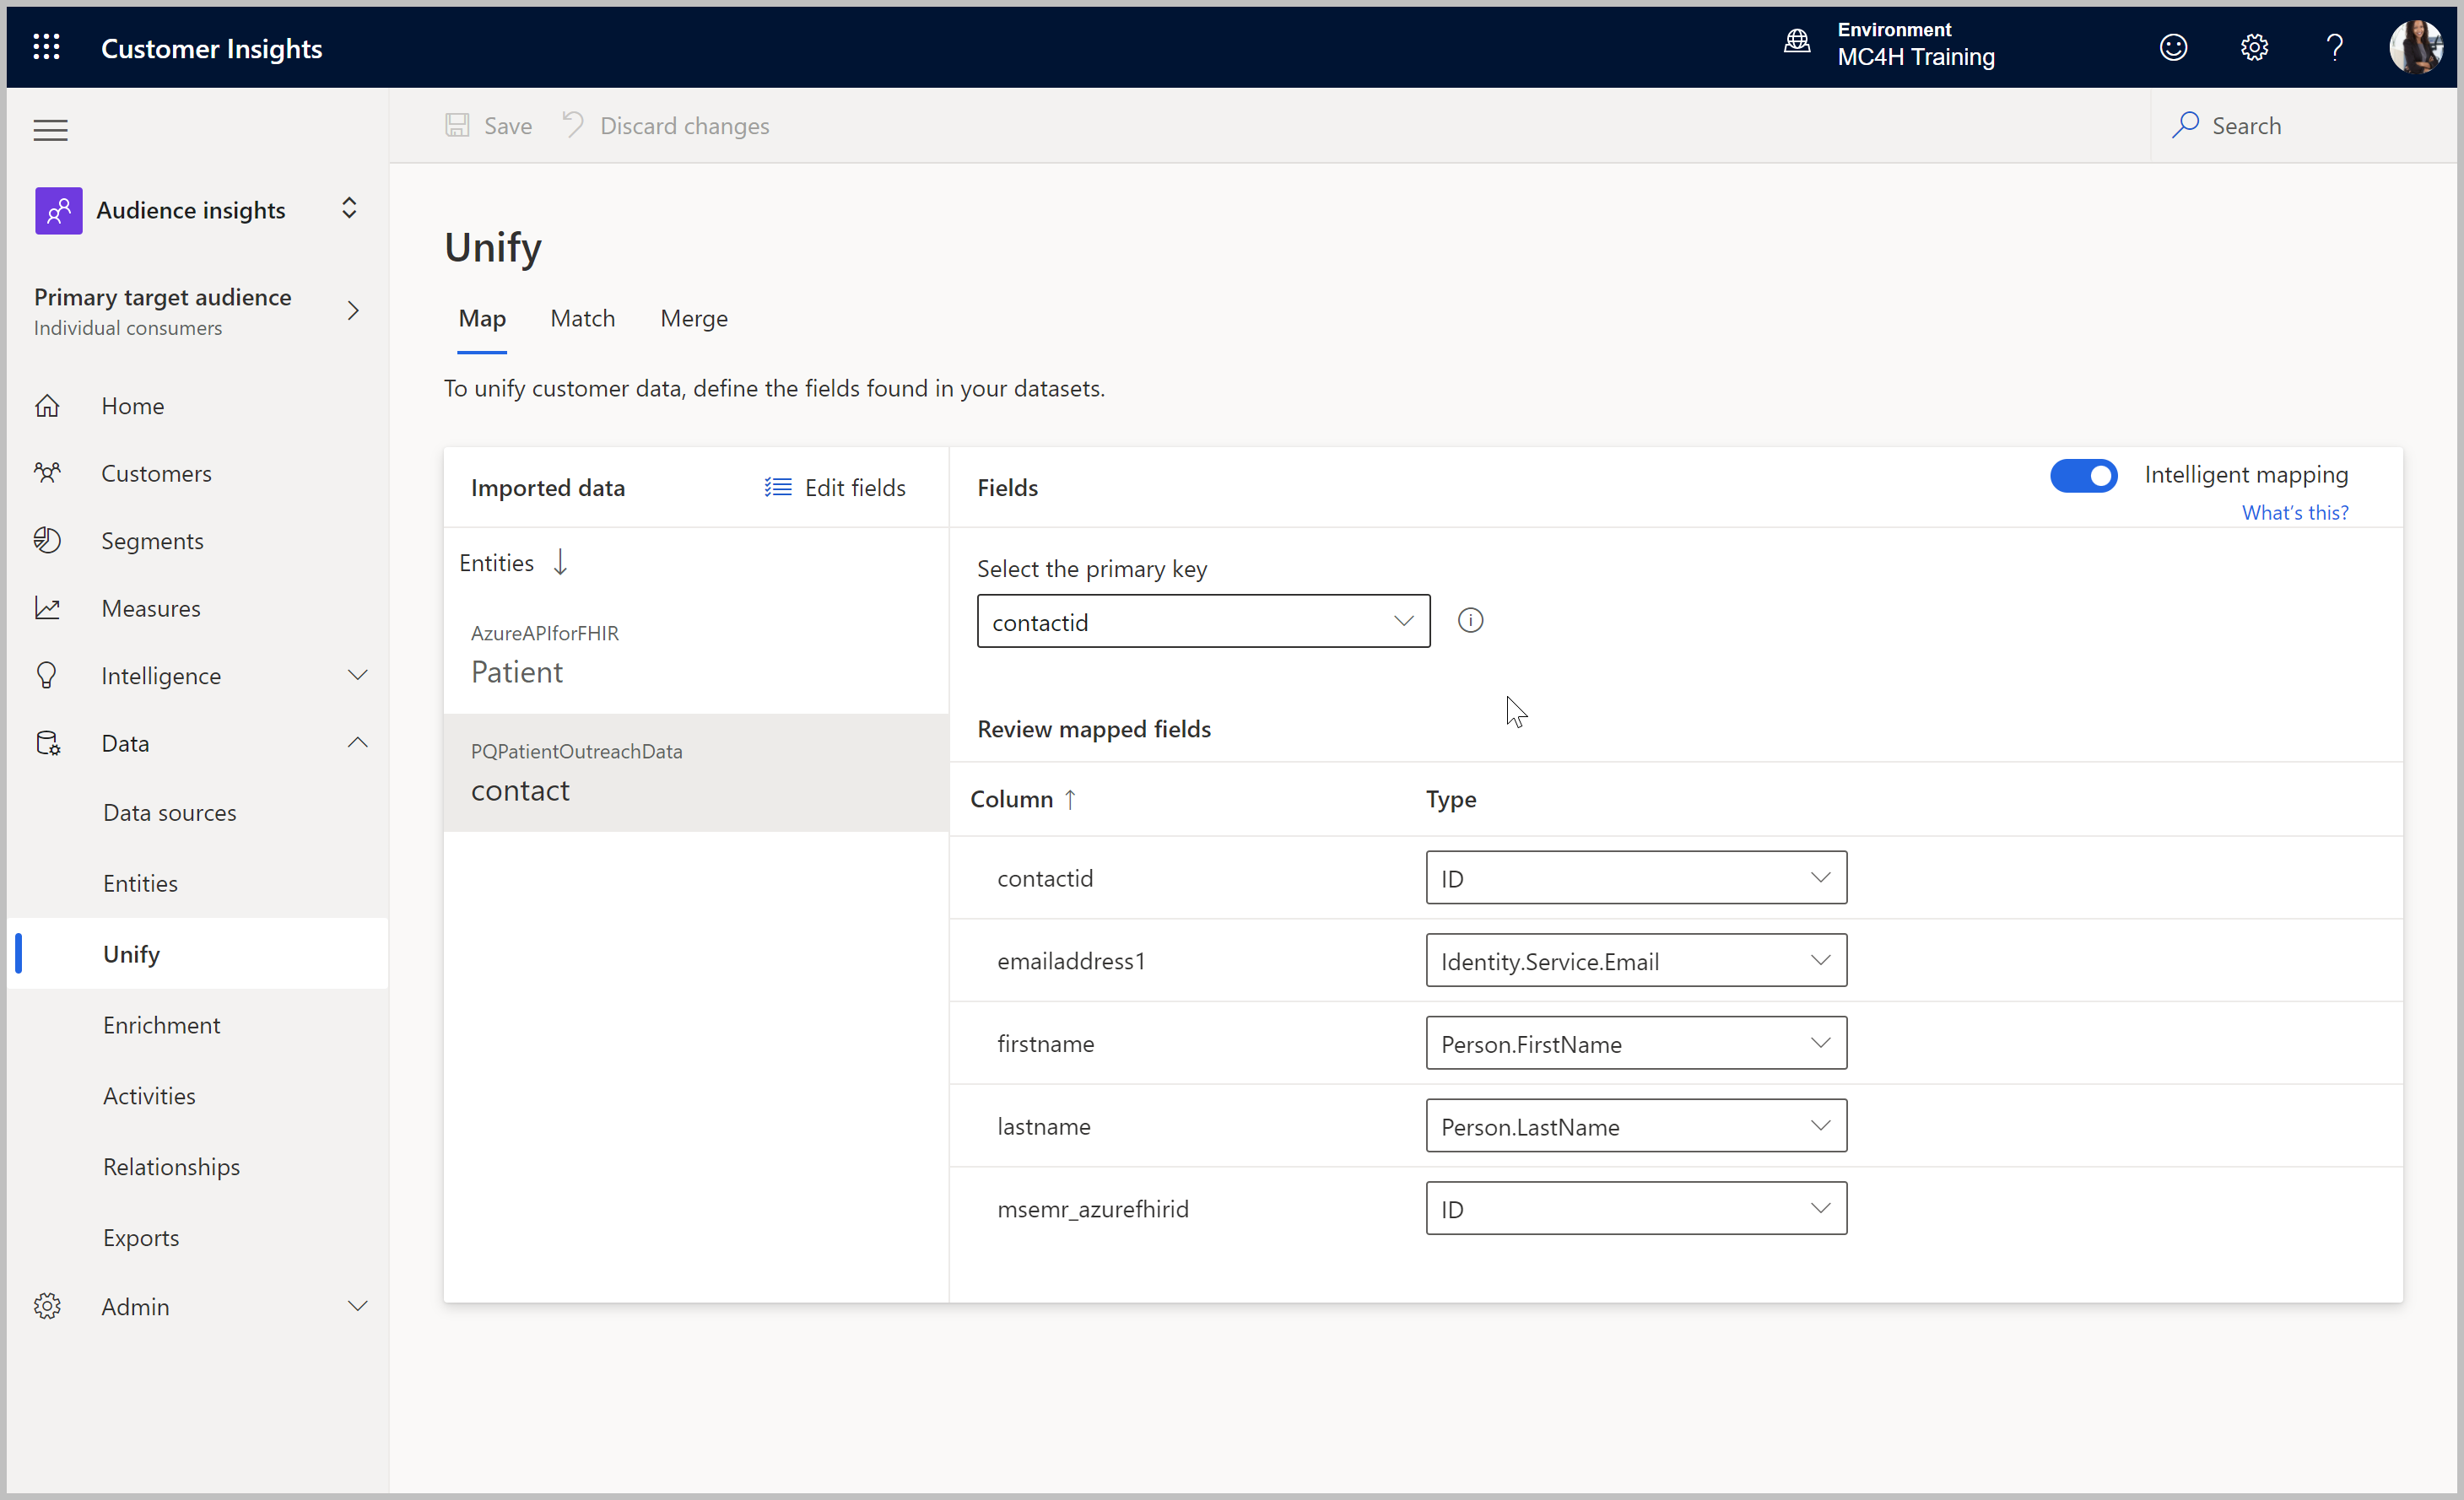 Customer Insights
Environment
MC4H Training
Save
Discard changes
Search
Audience insights
Primary target audience
Individual consumers
Home
Customers
Segments
Measures
Intelligence
Data
Data sources
Entities
Unify
Enrichment
Activities
Relationships
Exports
Admin
Unify
Map
Match
Merge
To unify customer data, define the fields found in your datasets.
Imported data
Edit fields
Entities
AzureAPIforFHIR
Patient
PQPatientOutreachData
contact
Fields
Intelligent mapping
What's this?
Select the primary key
contactid
Review mapped fields
Column
Type
contactid
ID
emailaddress1
Identity.Service.Email
firstname
Person.FirstName
lastname
Person.LastName
msemr_azurefhirid
ID